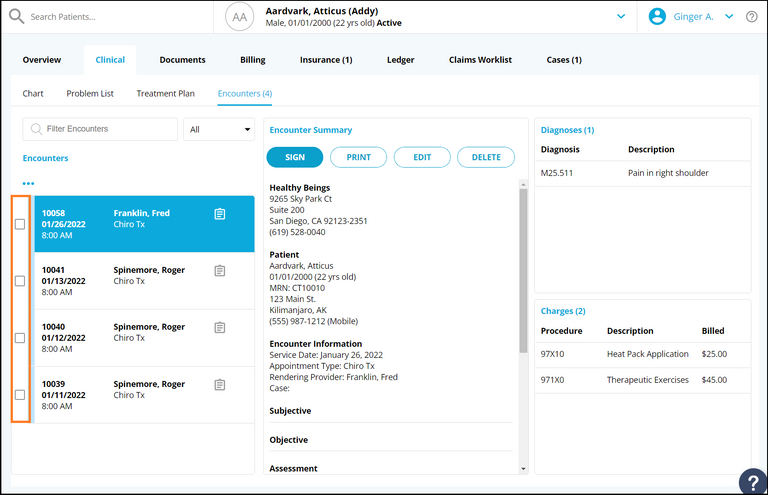 Search Patients...
AA
Aardvark, Atticus (Addy)
Male, 01/01/2000 (22 yrs old) Active
Ginger A.
?
Overview
Clinical
Documents
Billing
Insurance (1)
Ledger
Claims Worklist
Cases (1)
Chart
Problem List
Treatment Plan
Encounters (4)
Filter Encounters
All
Encounters
•••
10058 Franklin, Fred
01/26/2022 Chiro Tx
8:00 AM
10041 Spinemore, Roger
01/13/2022 Chiro Tx
8:00 AM
10040 Spinemore, Roger
01/12/2022 Chiro Tx
8:00 AM
10039 Spinemore, Roger
01/11/2022 Chiro Tx
8:00 AM
Encounter Summary
SIGN
PRINT
EDIT
DELETE
Healthy Beings
9265 Sky Park Ct
Suite 200
San Diego, CA 92123-2351
(619) 528-0040
Patient
Aardvark, Atticus
01/01/2000 (22 yrs old)
MRN: CT10010
123 Main St.
Kilimanjaro, AK
(555) 987-1212 (Mobile)
Encounter Information
Service Date: January 26, 2022
Appointment Type: Chiro Tx
Rendering Provider: Franklin, Fred
Case:
Subjective
Objective
Assessment
Diagnoses (1)
Diagnosis Description
M25.511 Pain in right shoulder
Charges (2)
Procedure Description Billed
97X10 Heat Pack Application $25.00
971X0 Therapeutic Exercises $45.00
?